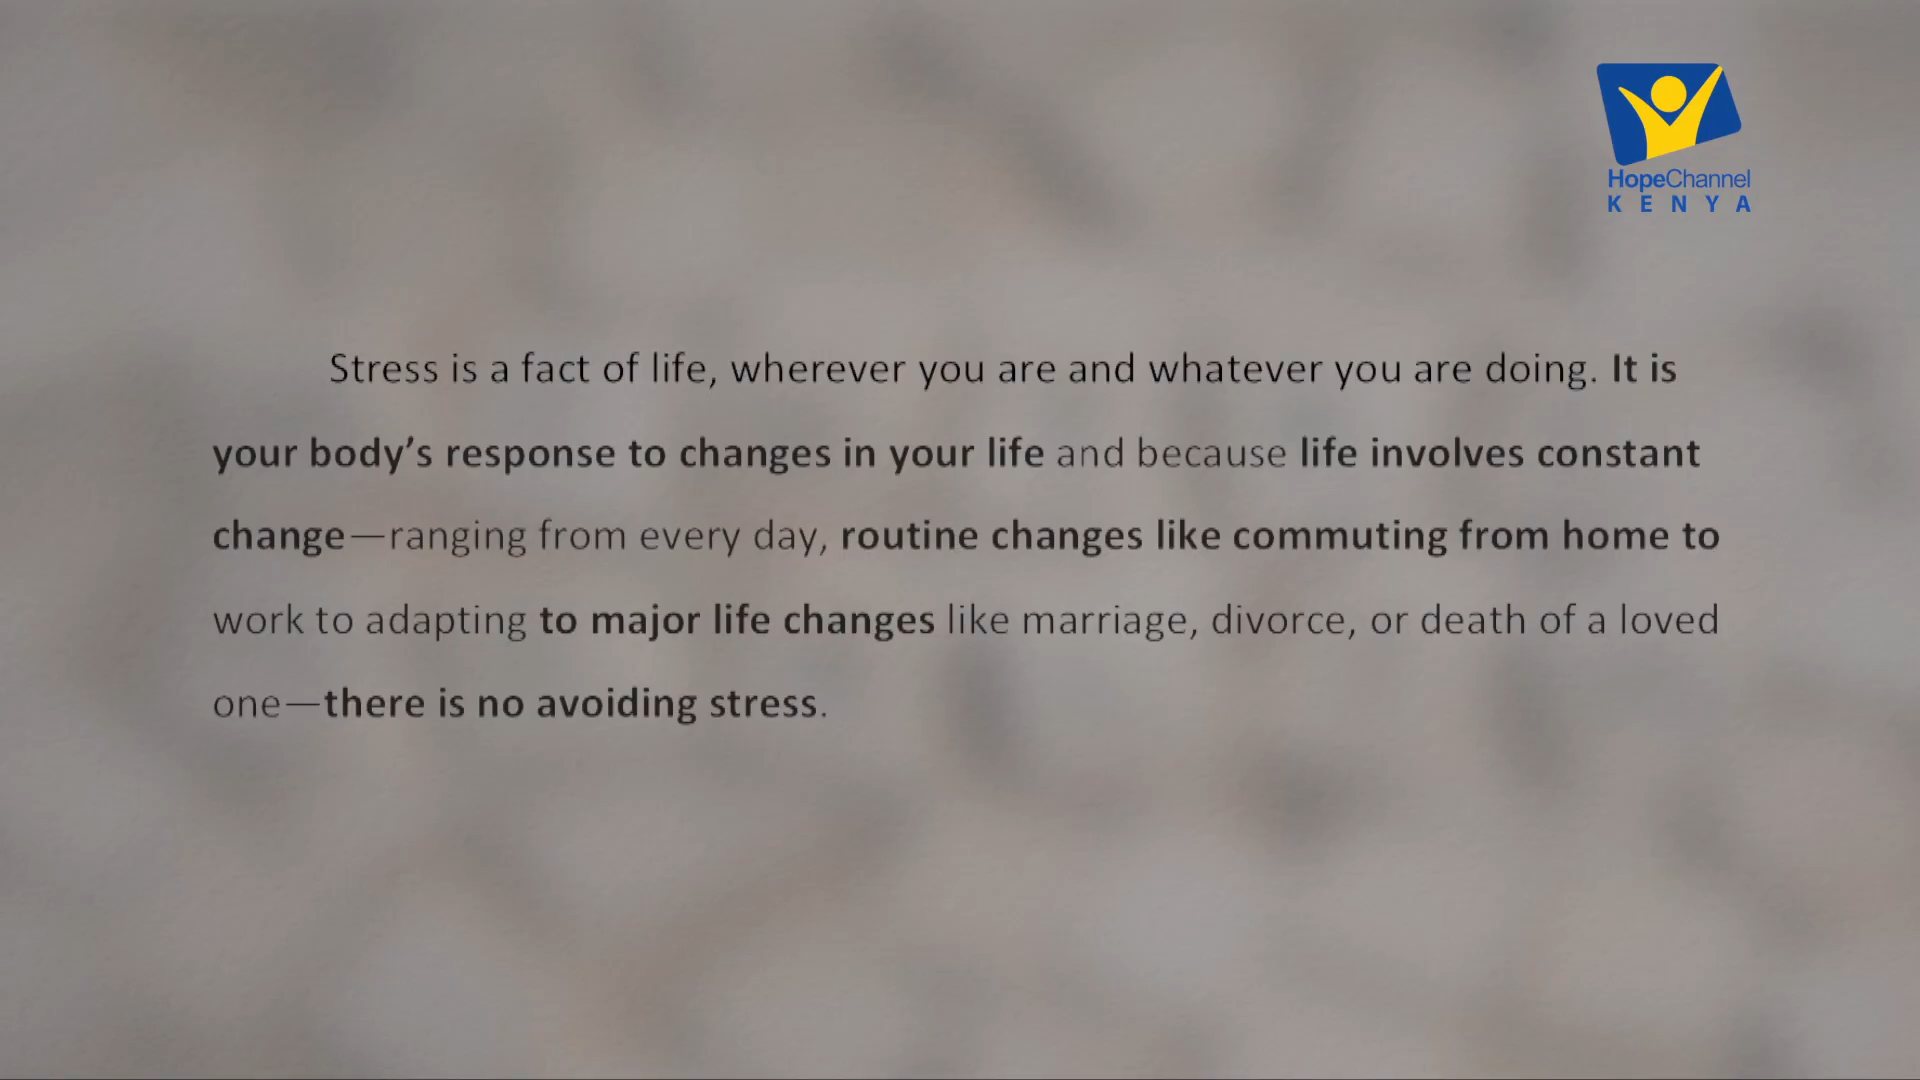 HopeChannel
KENYA
Stress is a fact of life, wherever you are and whatever you are doing. It is
your body’s response to changes in your life and because life involves constant
change—ranging from every day, routine changes like commuting from home to
work to adapting to major life changes like marriage, divorce, or death of a loved
one—there is no avoiding stress.